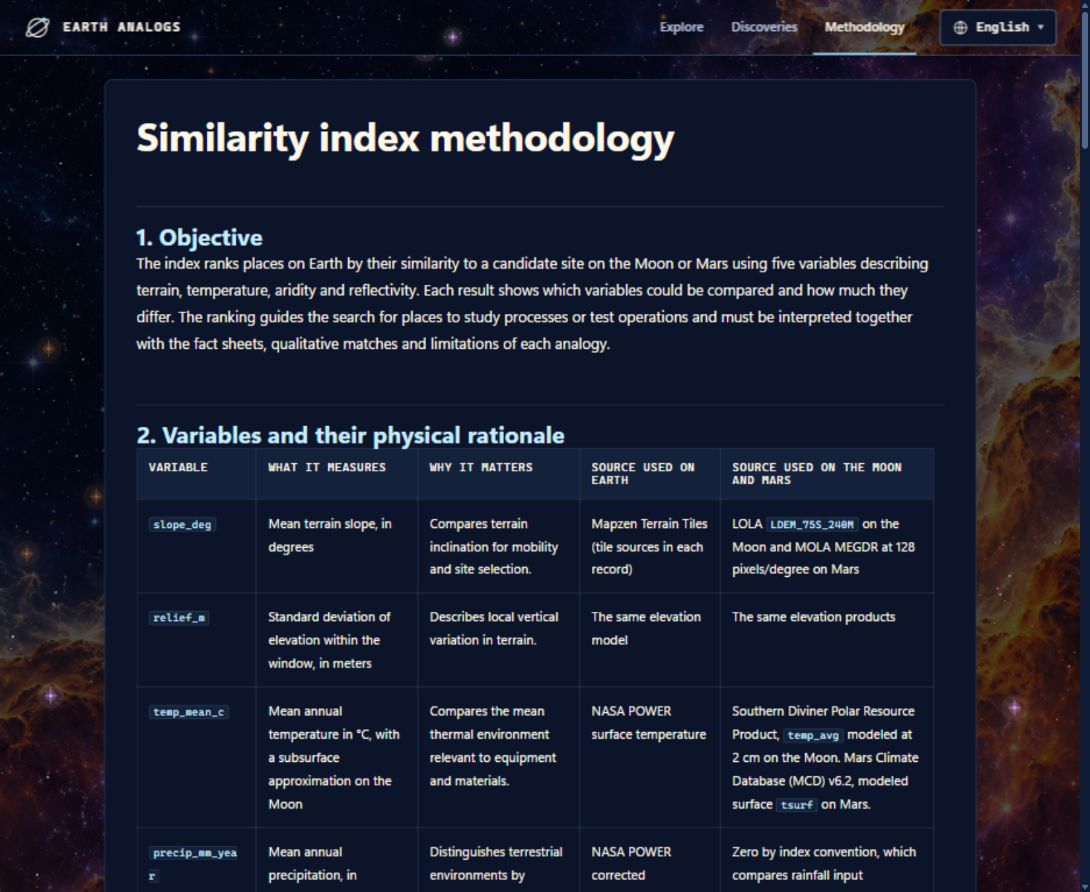 EARTH ANALOGS
Explore
Discoveries
Methodology
English
Similarity index methodology
1. Objective
The index ranks places on Earth by their similarity to a candidate site on the Moon or Mars using five variables describing
terrain, temperature, aridity and reflectivity. Each result shows which variables could be compared and how much they
differ. The ranking guides the search for places to study processes or test operations and must be interpreted together
with the fact sheets, qualitative matches and limitations of each analogy.
2. Variables and their physical rationale
VARIABLE
WHAT IT MEASURES
WHY IT MATTERS
SOURCE USED ON
EARTH
SOURCE USED ON THE MOON
AND MARS
slope_deg
Mean terrain slope, in
degrees
Compares terrain
inclination for mobility
and site selection.
Mapzen Terrain Tiles
(tile sources in each
record)
LOLA LDEM_75S_240M on the
Moon and MOLA MEGDR at 128
pixels/degree on Mars
relief_m
Standard deviation of
elevation within the
window, in meters
Describes local vertical
variation in terrain.
The same elevation
model
The same elevation products
temp_mean_c
Mean annual
temperature in °C, with
a subsurface
approximation on the
Moon
Compares the mean
thermal environment
relevant to equipment
and materials.
NASA POWER
surface temperature
Southern Diviner Polar Resource
Product, temp_avg modeled at
2 cm on the Moon. Mars Climate
Database (MCD) v6.2, modeled
surface tsurf on Mars.
precip_mm_yea
r
Mean annual
precipitation, in
Distinguishes terrestrial
environments by
NASA POWER
corrected
Zero by index convention, which
compares rainfall input